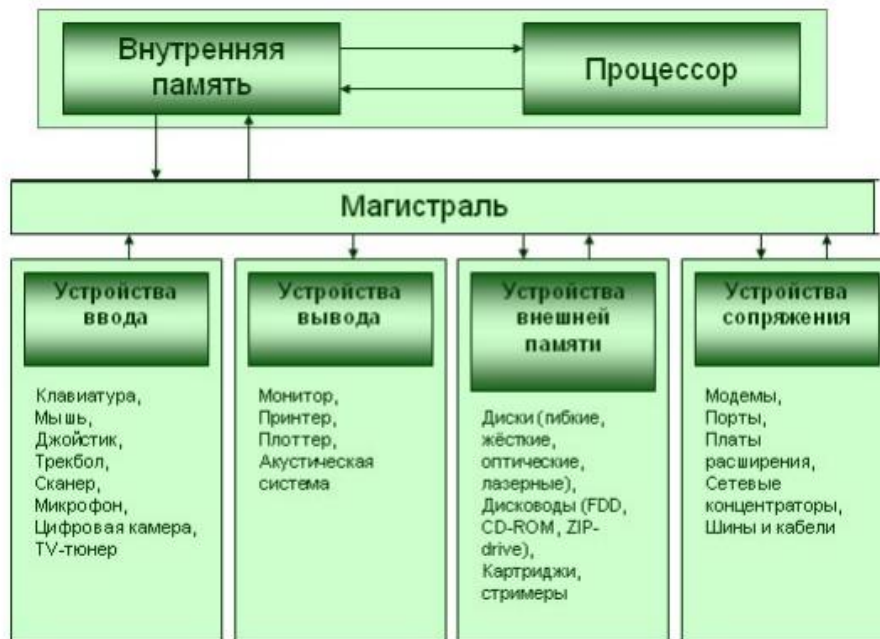 Внутренняя
память
Процессор
Магистраль
Устройства
ввода
Клавиатура,
Мышь,
Джойстик,
Трекбол,
Сканер,
Микрофон,
Цифровая камера,
TV-тюнер
Устройства
вывода
Монитор,
Принтер,
Плоттер,
Акустическая
система
Устройства
внешней
памяти
Диски (гибкие,
жёсткие,
оптические,
лазерные),
Дисководы (FDD,
CD-ROM, ZIP-
drive),
Картриджи,
стримеры
Устройства
сопряжения
Модемы,
Порты,
Платы
расширения,
Сетевые
концентраторы,
Шины и кабели